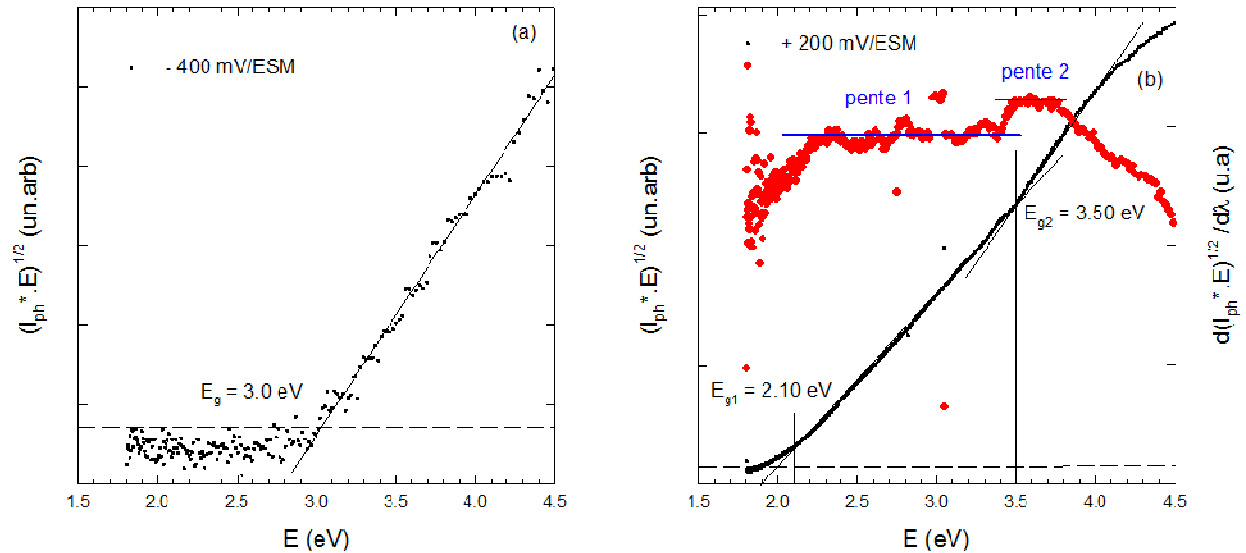 (a)
- 400 mV/ESM
E_g = 3.0 eV
(I_ph*.E)^1/2 (un.arb)
1.5 2.0 2.5 3.0 3.5 4.0 4.5
E (eV)
+ 200 mV/ESM
pente 2
(b)
pente 1
E_g2 = 3.50 eV
E_g1 = 2.10 eV
(I_ph*.E)^1/2 (un.arb)
d(I_ph*.E)^1/2/dλ (u.a)
1.5 2.0 2.5 3.0 3.5 4.0 4.5
E (eV)